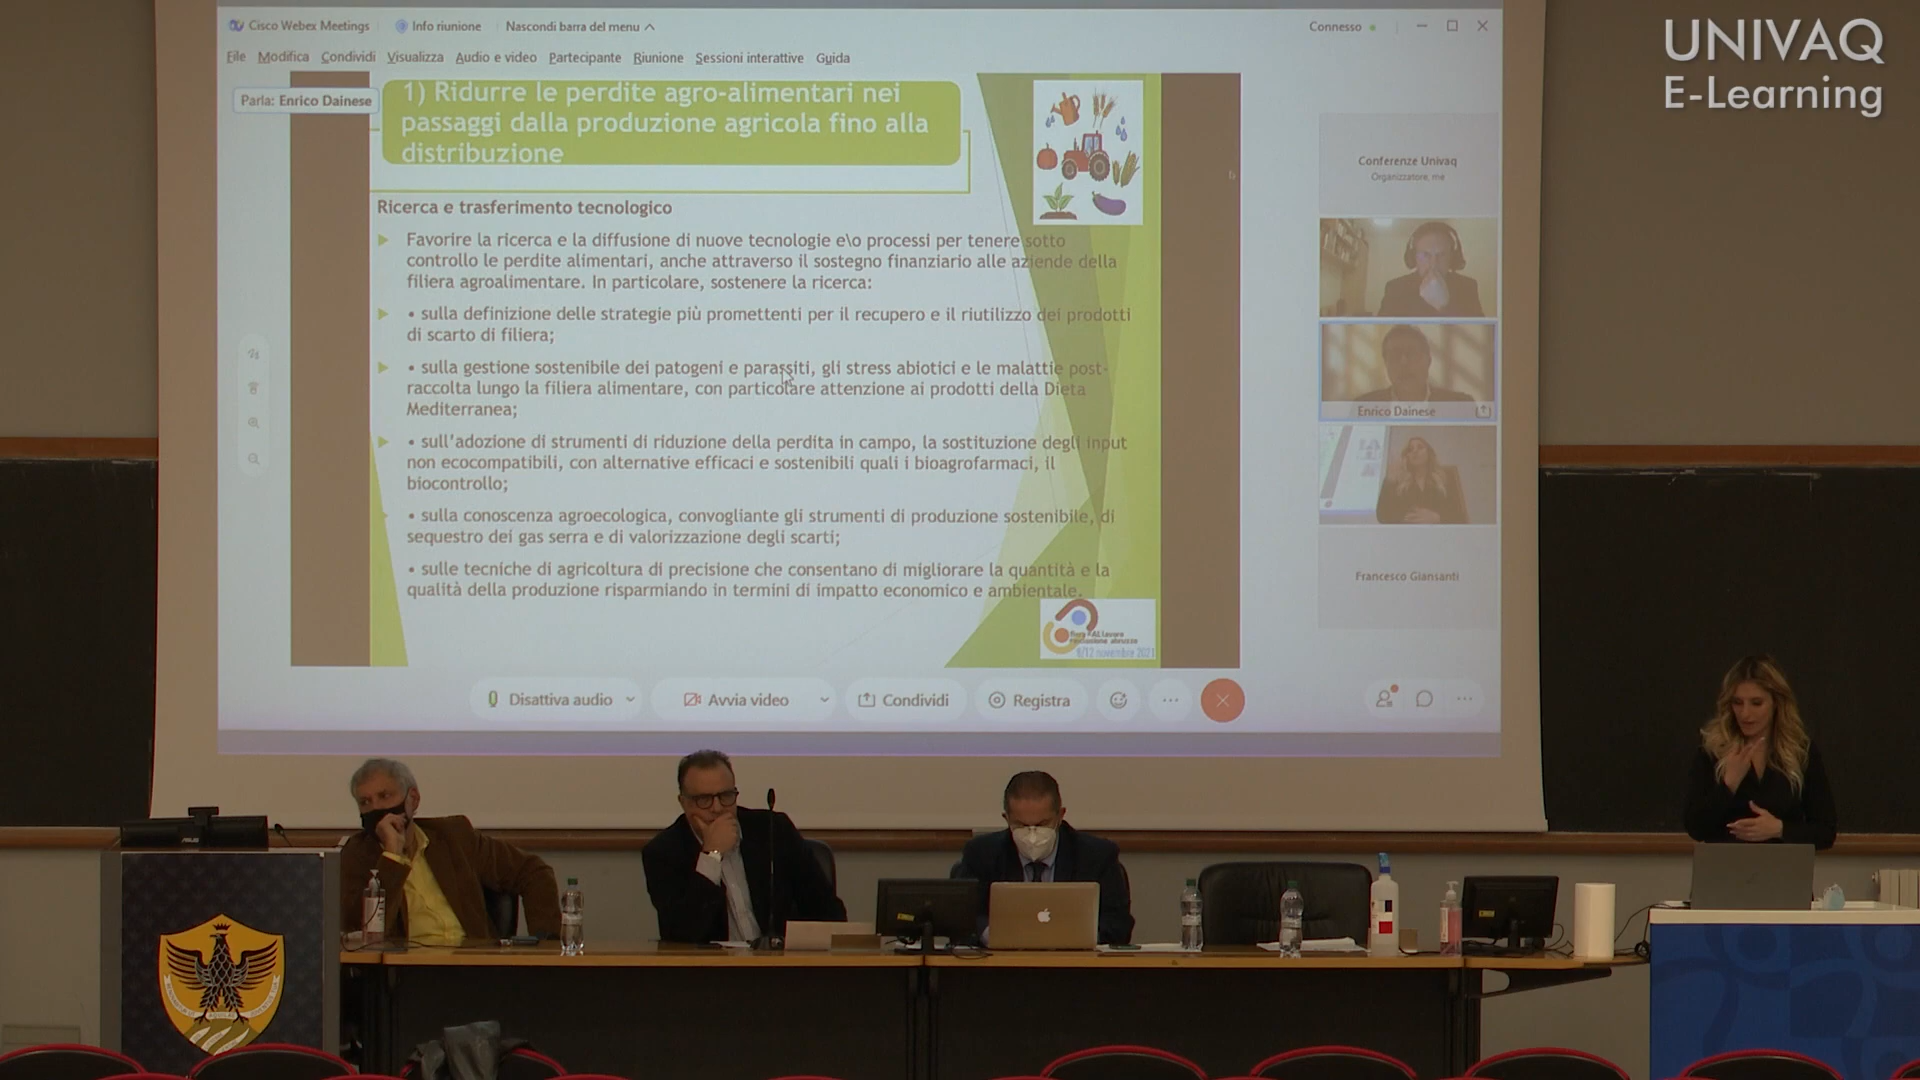 UNIVAQ
E-Learning
Cisco Webex Meetings
Info riunione
Nascondi barra del menu
Connesso
File Modifica Condividi Visualizza Audio e video Partecipante Riunione Sessioni interattive Guida
Parla: Enrico Dainese
1) Ridurre le perdite agro-alimentari nei
passaggi dalla produzione agricola fino alla
distribuzione
Conferenze Univaq
Organizzatore, me
Ricerca e trasferimento tecnologico
Favorire la ricerca e la diffusione di nuove tecnologie e\o processi per tenere sotto
controllo le perdite alimentari, anche attraverso il sostegno finanziario alle aziende della
filiera agroalimentare. In particolare, sostenere la ricerca:
• sulla definizione delle strategie più promettenti per il recupero e il riutilizzo dei prodotti
di scarto di filiera;
• sulla gestione sostenibile dei patogeni e parassiti, gli stress abiotici e le malattie post-
raccolta lungo la filiera alimentare, con particolare attenzione ai prodotti della Dieta
Mediterranea;
• sull'adozione di strumenti di riduzione della perdita in campo, la sostituzione degli input
non ecocompatibili, con alternative efficaci e sostenibili quali i bioagrofarmaci, il
biocontrollo;
• sulla conoscenza agroecologica, convogliante gli strumenti di produzione sostenibile, di
sequestro dei gas serra e di valorizzazione degli scarti;
• sulle tecniche di agricoltura di precisione che consentano di migliorare la quantità e la
qualità della produzione risparmiando in termini di impatto economico e ambientale.
Enrico Dainese
Francesco Giansanti
novembre 2021
Disattiva audio
Avvia video
Condividi
Registra